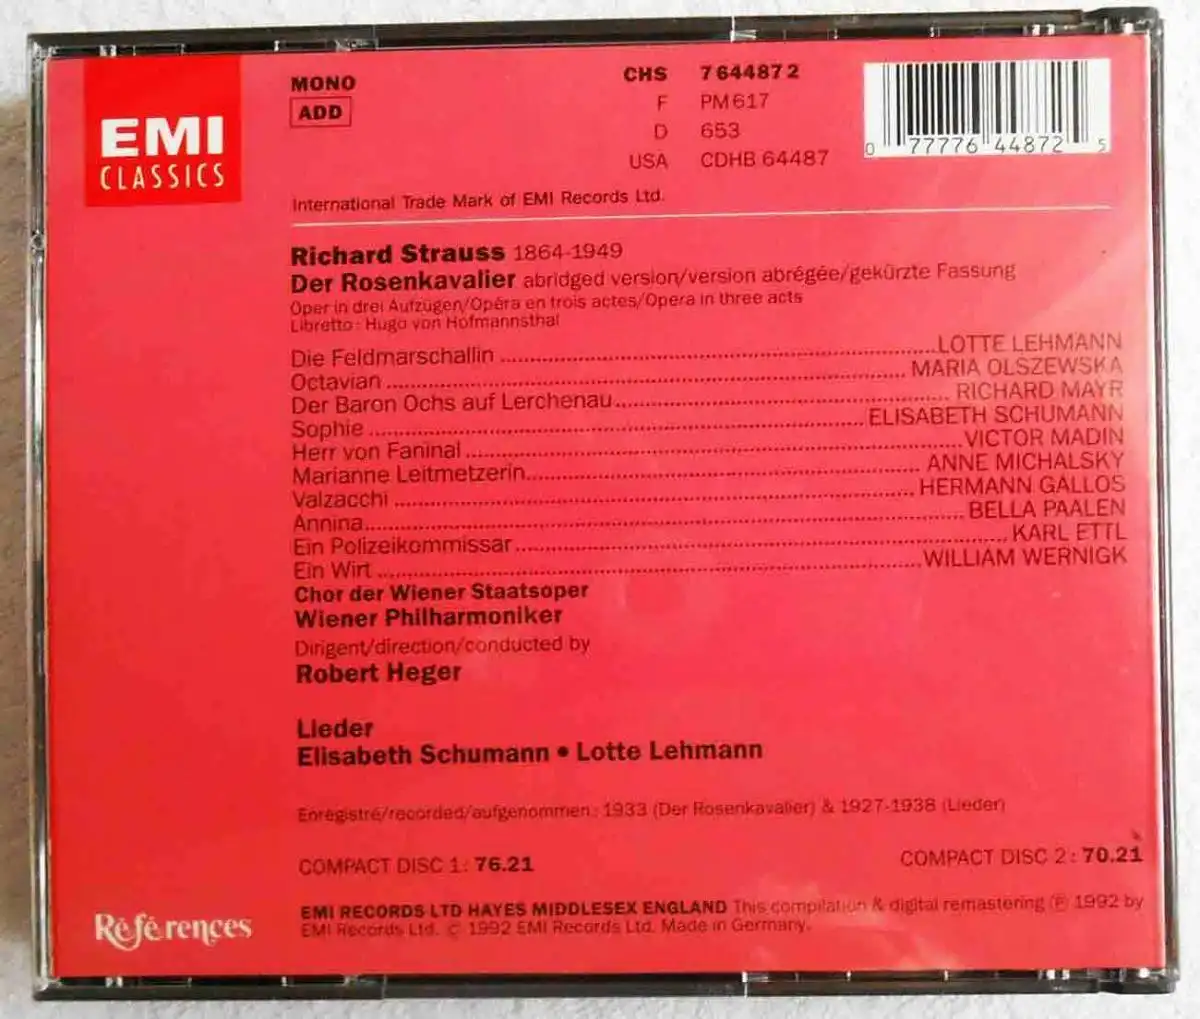 EMI
CLASSICS
MONO
ADD
CHS 7 64487 2
F PM 617
D 653
USA CDHB 64487
0 77776 44872 5
International Trade Mark of EMI Records Ltd.
Richard Strauss 1864-1949
Der Rosenkavalier abridged version/version abrégée/gekürzte Fassung
Oper in drei Aufzügen/Opéra en trois actes/Opera in three acts
Libretto: Hugo von Hofmannsthal
Die Feldmarschallin ........ LOTTE LEHMANN
Octavian ........ MARIA OLSZEWSKA
Der Baron Ochs auf Lerchenau ........ RICHARD MAYR
Sophie ........ ELISABETH SCHUMANN
Herr von Faninal ........ VICTOR MADIN
Marianne Leitmetzerin ........ ANNE MICHALSKY
Valzacchi ........ HERMANN GALLOS
Annina ........ BELLA PAALEN
Ein Polizeikommissar ........ KARL ETTL
Ein Wirt ........ WILLIAM WERNIGK
Chor der Wiener Staatsoper
Wiener Philharmoniker
Dirigent/direction/conducted by
Robert Heger
Lieder
Elisabeth Schumann • Lotte Lehmann
Enregistré/recorded/aufgenommen: 1933 (Der Rosenkavalier) & 1927-1938 (Lieder)
COMPACT DISC 1: 76.21 COMPACT DISC 2: 70.21
Références
EMI RECORDS LTD HAYES MIDDLESEX ENGLAND This compilation & digital remastering ℗ 1992 by
EMI Records Ltd. © 1992 EMI Records Ltd. Made in Germany.